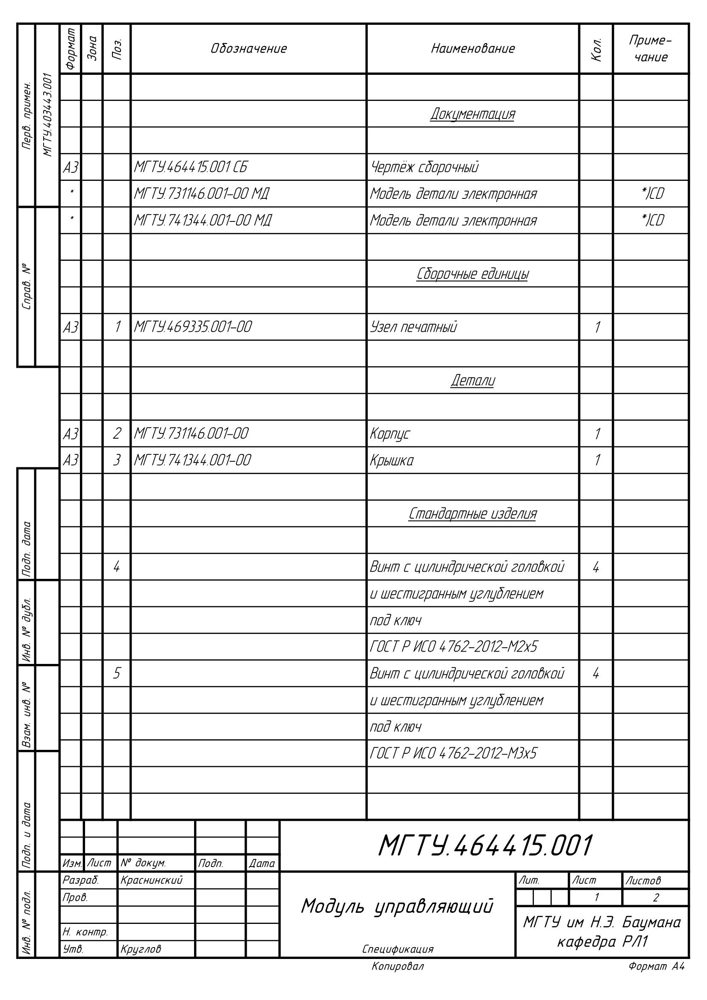 Перв. примен.
МГТУ.403443.001
Справ. №
Подп. дата
Инв. № дубл.
Взам. инв. №
Подп. и дата
Инв. № подл.
Формат Зона Поз. Обозначение Наименование Кол. Приме-
чание
Документация
А3 МГТУ.464415.001 СБ Чертёж сборочный
* МГТУ.731146.001-00 МД Модель детали электронная *)CD
* МГТУ.741344.001-00 МД Модель детали электронная *)CD
Сборочные единицы
А3 1 МГТУ.469335.001-00 Узел печатный 1
Детали
А3 2 МГТУ.731146.001-00 Корпус 1
А3 3 МГТУ.741344.001-00 Крышка 1
Стандартные изделия
4 Винт с цилиндрической головкой 4
и шестигранным углублением
под ключ
ГОСТ Р ИСО 4762-2012-М2х5
5 Винт с цилиндрической головкой 4
и шестигранным углублением
под ключ
ГОСТ Р ИСО 4762-2012-М3х5
МГТУ.464415.001
Изм. Лист № докум. Подп. Дата
Разраб. Краснинский
Пров.
Н. контр.
Утв. Круглов
Модуль управляющий
Спецификация
Лит. Лист Листов
1 2
МГТУ им Н.Э. Баумана
кафедра РЛ1
Копировал Формат А4